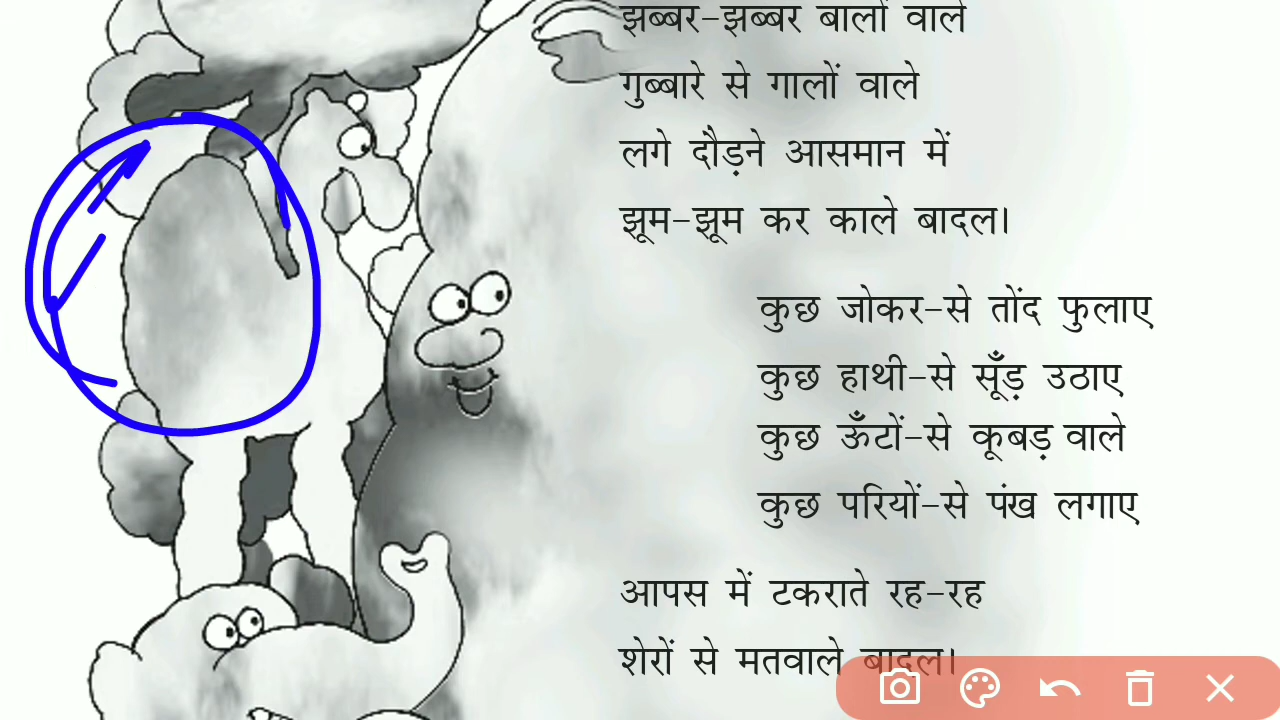 झब्बर-झब्बर बालों वाले
गुब्बारे से गालों वाले
लगे दौड़ने आसमान में
झूम-झूम कर काले बादल।
कुछ जोकर-से तोंद फुलाए
कुछ हाथी-से सूँड़ उठाए
कुछ ऊँटों-से कूबड़ वाले
कुछ परियों-से पंख लगाए
आपस में टकराते रह-रह
शेरों से मतवाले बादल।